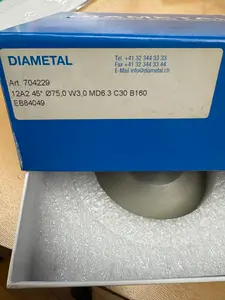 DIAMETAL
Tel. +41 32 344 33 33
Fax +41 32 344 33 44
E-Mail info@diametal.ch
Art. 704229
12A2 45° Ø75,0 W3,0 MD6.3 C30 B160
EB84049